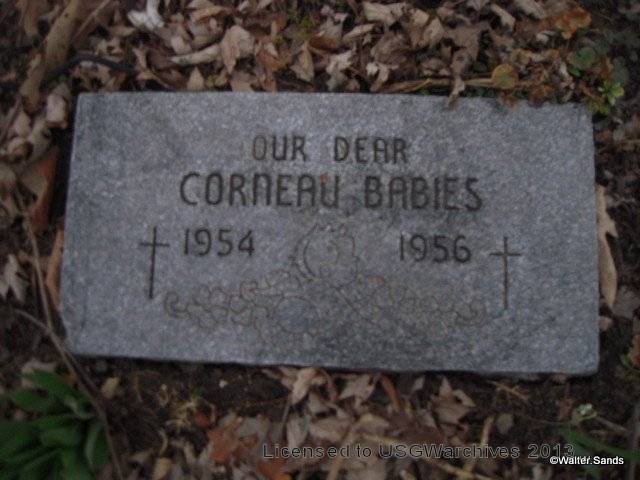 OUR DEAR
CORNEAU BABIES
1954 1956
Licensed to USGWarchives 2013
©Walter.Sands